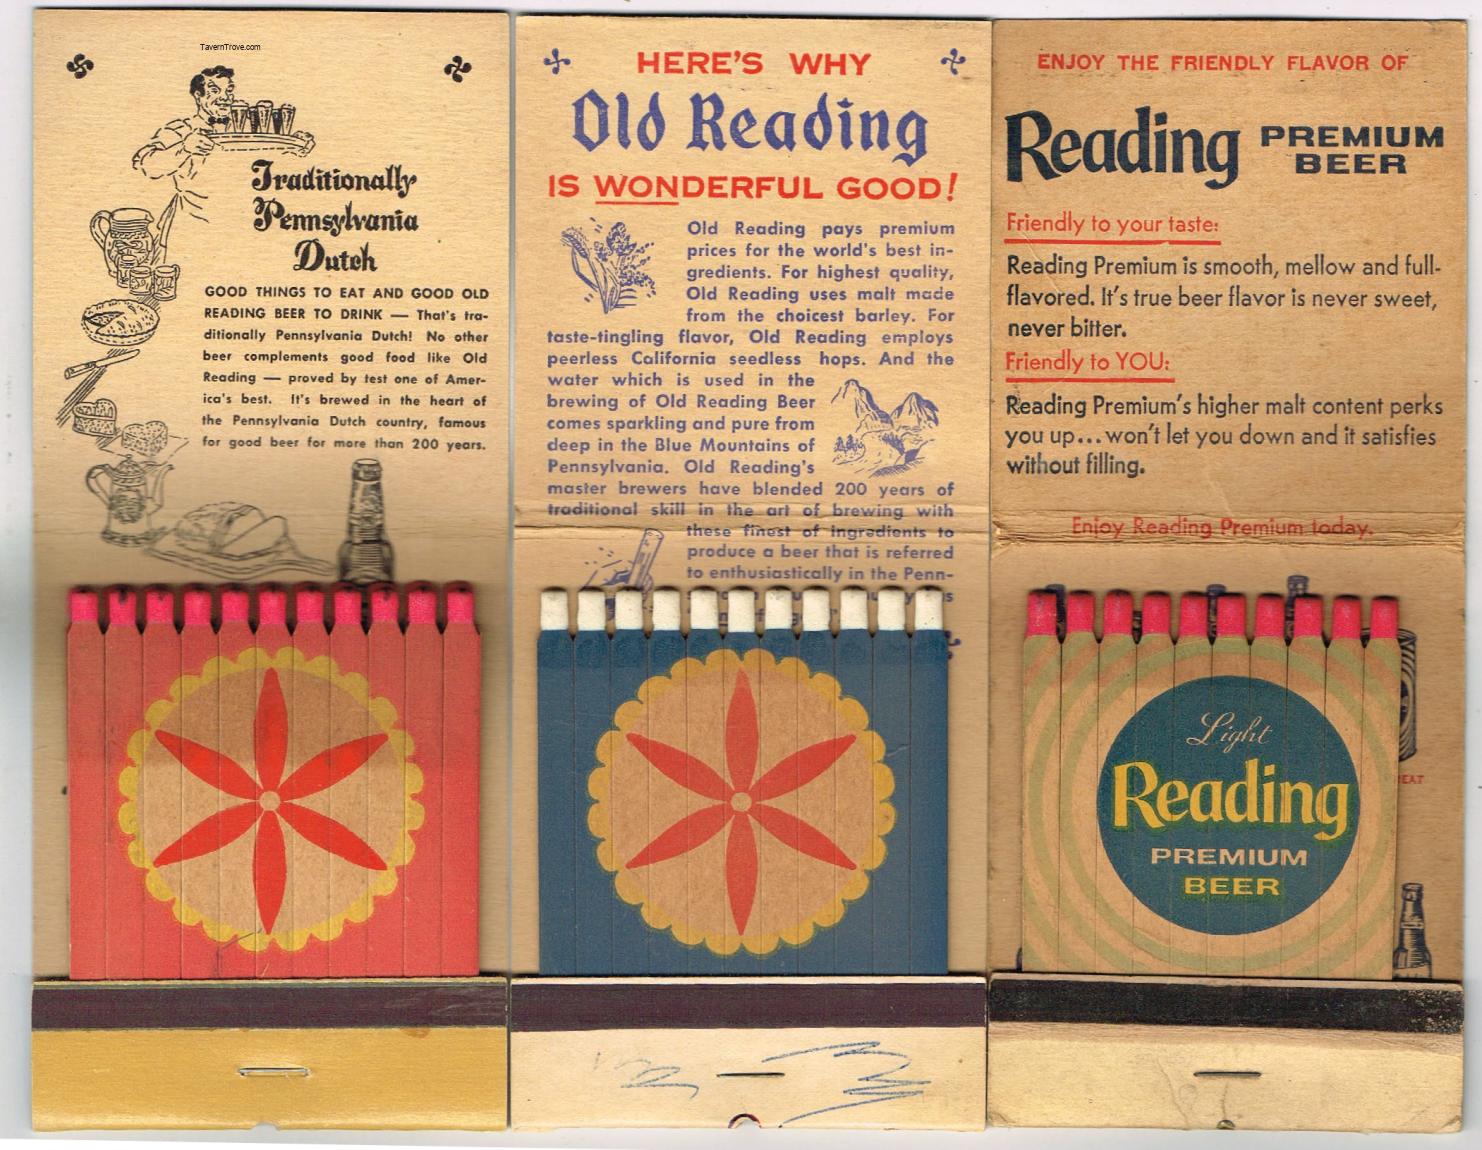 TavernTrove.com
Traditionally
Pennsylvania
Dutch
GOOD THINGS TO EAT AND GOOD OLD
READING BEER TO DRINK — That's tra-
ditionally Pennsylvania Dutch! No other
beer complements good food like Old
Reading — proved by test one of Amer-
ica's best. It's brewed in the heart of
the Pennsylvania Dutch country, famous
for good beer for more than 200 years.
HERE'S WHY
Old Reading
IS WONDERFUL GOOD!
Old Reading pays premium
prices for the world's best in-
gredients. For highest quality,
Old Reading uses malt made
from the choicest barley. For
taste-tingling flavor, Old Reading employs
peerless California seedless hops. And the
water which is used in the
brewing of Old Reading Beer
comes sparkling and pure from
deep in the Blue Mountains of
Pennsylvania. Old Reading's
master brewers have blended 200 years of
traditional skill in the art of brewing with
these finest of ingredients to
produce a beer that is referred
to enthusiastically in the Penn-
ENJOY THE FRIENDLY FLAVOR OF
Reading PREMIUM
BEER
Friendly to your taste:
Reading Premium is smooth, mellow and full-
flavored. It's true beer flavor is never sweet,
never bitter.
Friendly to YOU:
Reading Premium's higher malt content perks
you up...won't let you down and it satisfies
without filling.
Enjoy Reading Premium today.
Light
Reading
PREMIUM
BEER
EAT